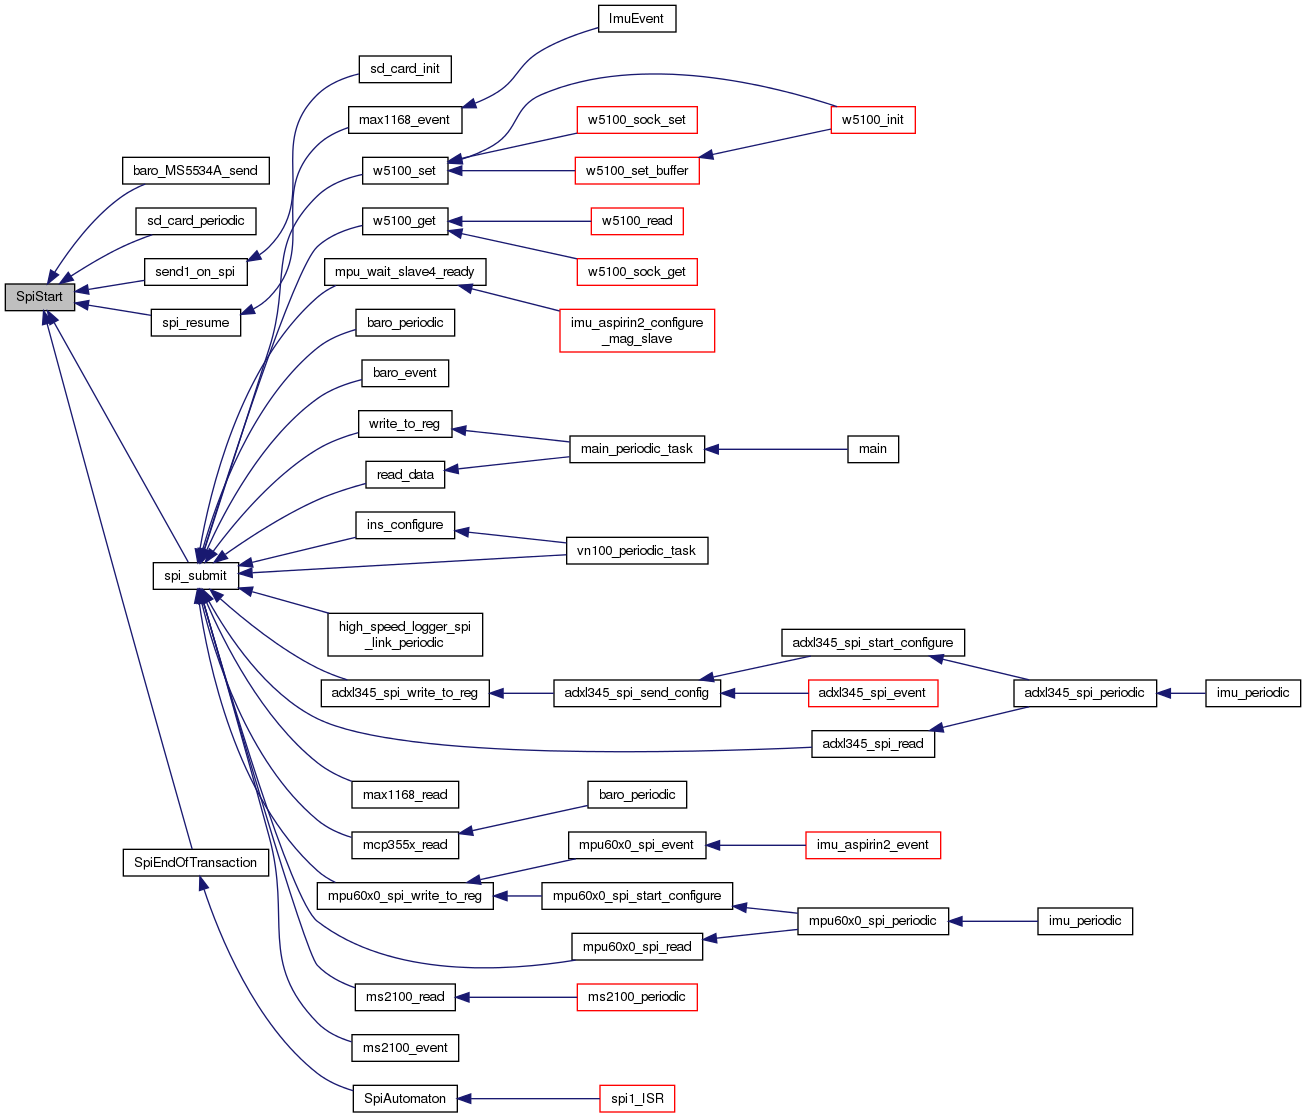 ImuEvent
sd_card_init
max1168_event
w5100_sock_set
w5100_init
baro_MS5534A_send
w5100_set
w5100_set_buffer
sd_card_periodic
w5100_get
w5100_read
send1_on_spi
mpu_wait_slave4_ready
w5100_sock_get
SpiStart
spi_resume
baro_periodic
imu_aspirin2_configure
_mag_slave
baro_event
write_to_reg
main_periodic_task
main
read_data
ins_configure
vn100_periodic_task
spi_submit
high_speed_logger_spi
_link_periodic
adxl345_spi_start_configure
adxl345_spi_write_to_reg
adxl345_spi_send_config
adxl345_spi_event
adxl345_spi_periodic
imu_periodic
adxl345_spi_read
max1168_read
baro_periodic
mcp355x_read
mpu60x0_spi_event
imu_aspirin2_event
SpiEndOfTransaction
mpu60x0_spi_write_to_reg
mpu60x0_spi_start_configure
mpu60x0_spi_periodic
imu_periodic
mpu60x0_spi_read
ms2100_read
ms2100_periodic
ms2100_event
SpiAutomaton
spi1_ISR